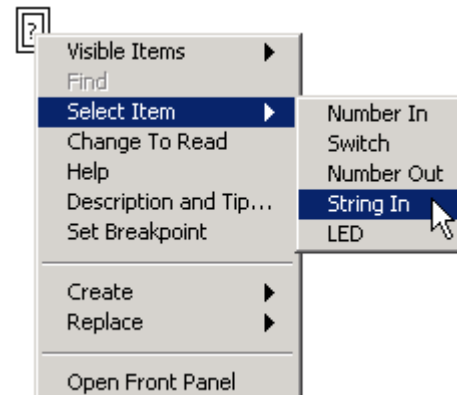 ?
Visible Items
Find
Select Item
Change To Read
Help
Description and Tip...
Set Breakpoint
Create
Replace
Open Front Panel
Number In
Switch
Number Out
String In
LED